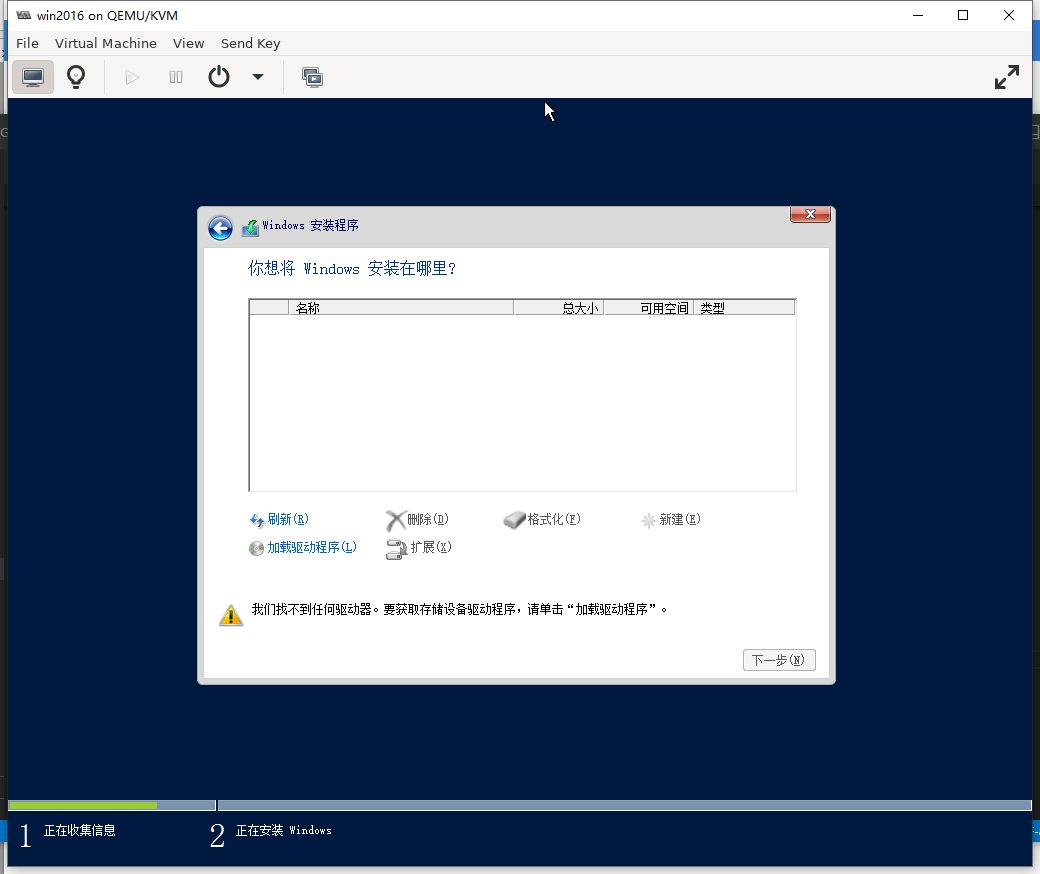 win2016 on QEMU/KVM
File Virtual Machine View Send Key
Windows 安装程序
你想将 Windows 安装在哪里?
名称 总大小 可用空间 类型
刷新(R) 删除(D) 格式化(F) 新建(E)
加载驱动程序(L) 扩展(X)
我们找不到任何驱动器。要获取存储设备驱动程序，请单击“加载驱动程序”。
下一步(N)
1 正在收集信息 2 正在安装 Windows